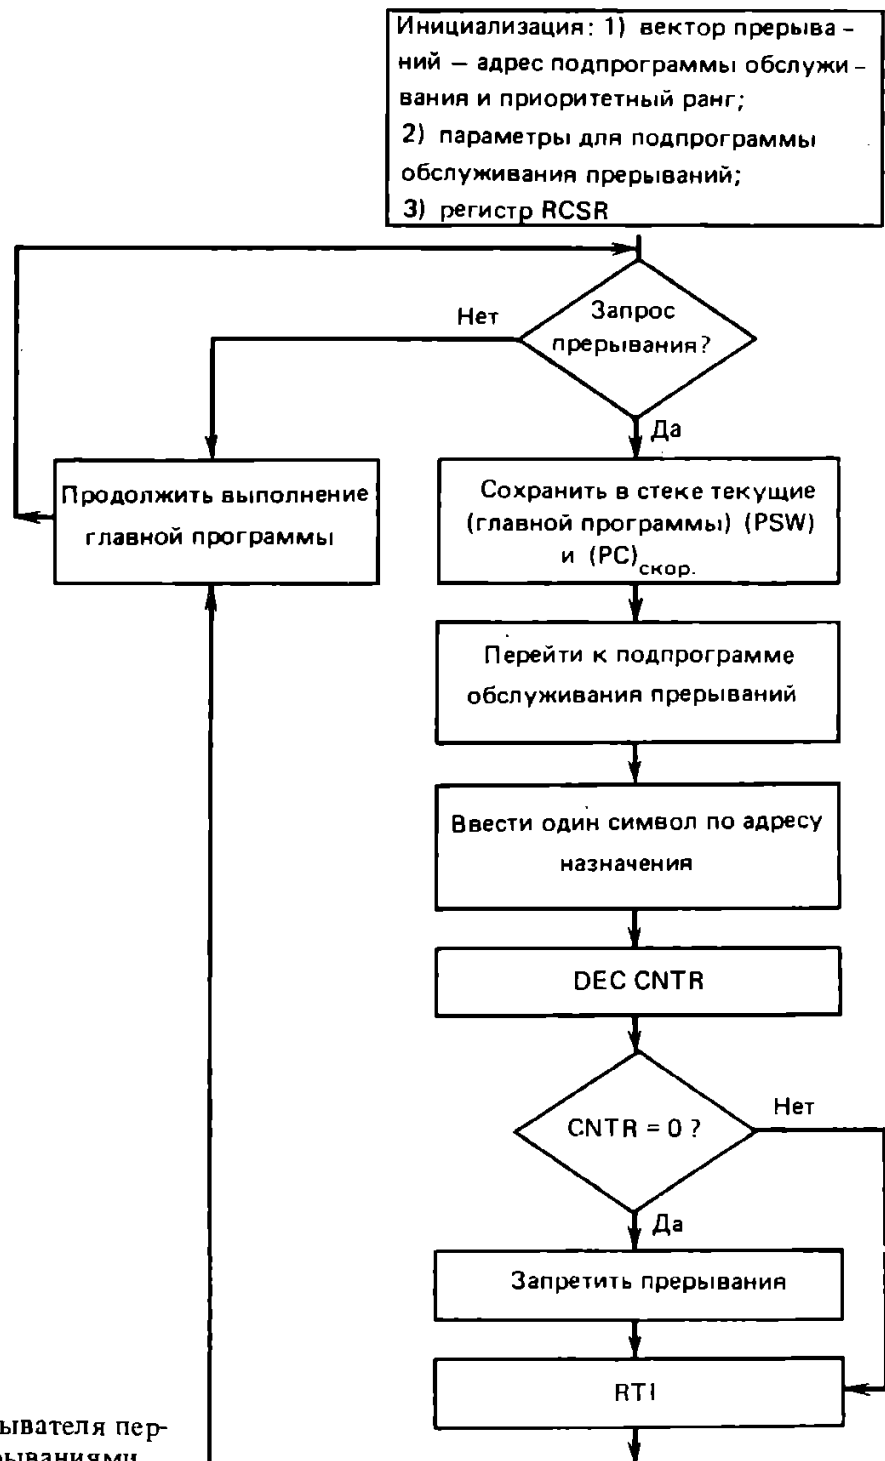 Инициализация: 1) вектор прерыва –
ний – адрес подпрограммы обслужи –
вания и приоритетный ранг;
2) параметры для подпрограммы
обслуживания прерываний;
3) регистр RCSR
Запрос
прерывания?
Нет
Да
Продолжить выполнение
главной программы
Сохранить в стеке текущие
(главной программы) (PSW)
и (PC)скор.
Перейти к подпрограмме
обслуживания прерываний
Ввести один символ по адресу
назначения
DEC CNTR
CNTR = 0 ?
Нет
Да
Запретить прерывания
RTI
ывателя пер-